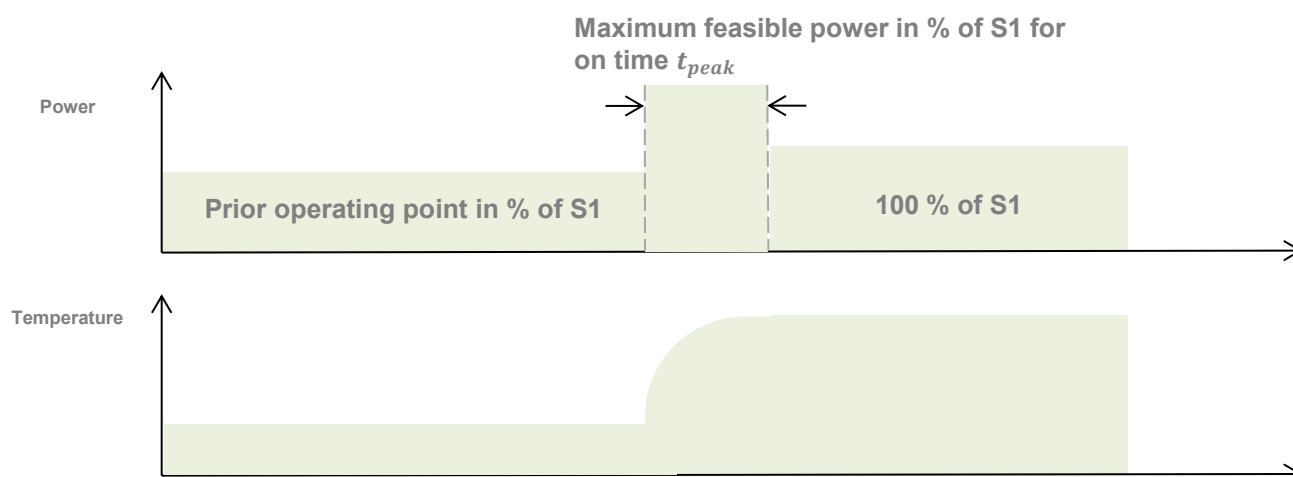 Maximum feasible power in % of S1 for
on time t_peak
Power
Prior operating point in % of S1
100 % of S1
Temperature